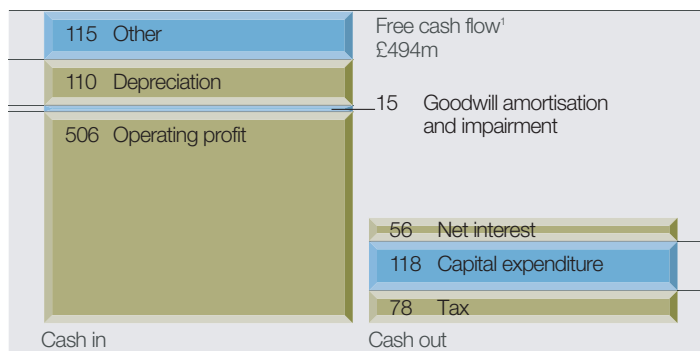 115 Other
Free cash flow¹
£494m
110 Depreciation
15 Goodwill amortisation
and impairment
506 Operating profit
56 Net interest
118 Capital expenditure
78 Tax
Cash in
Cash out